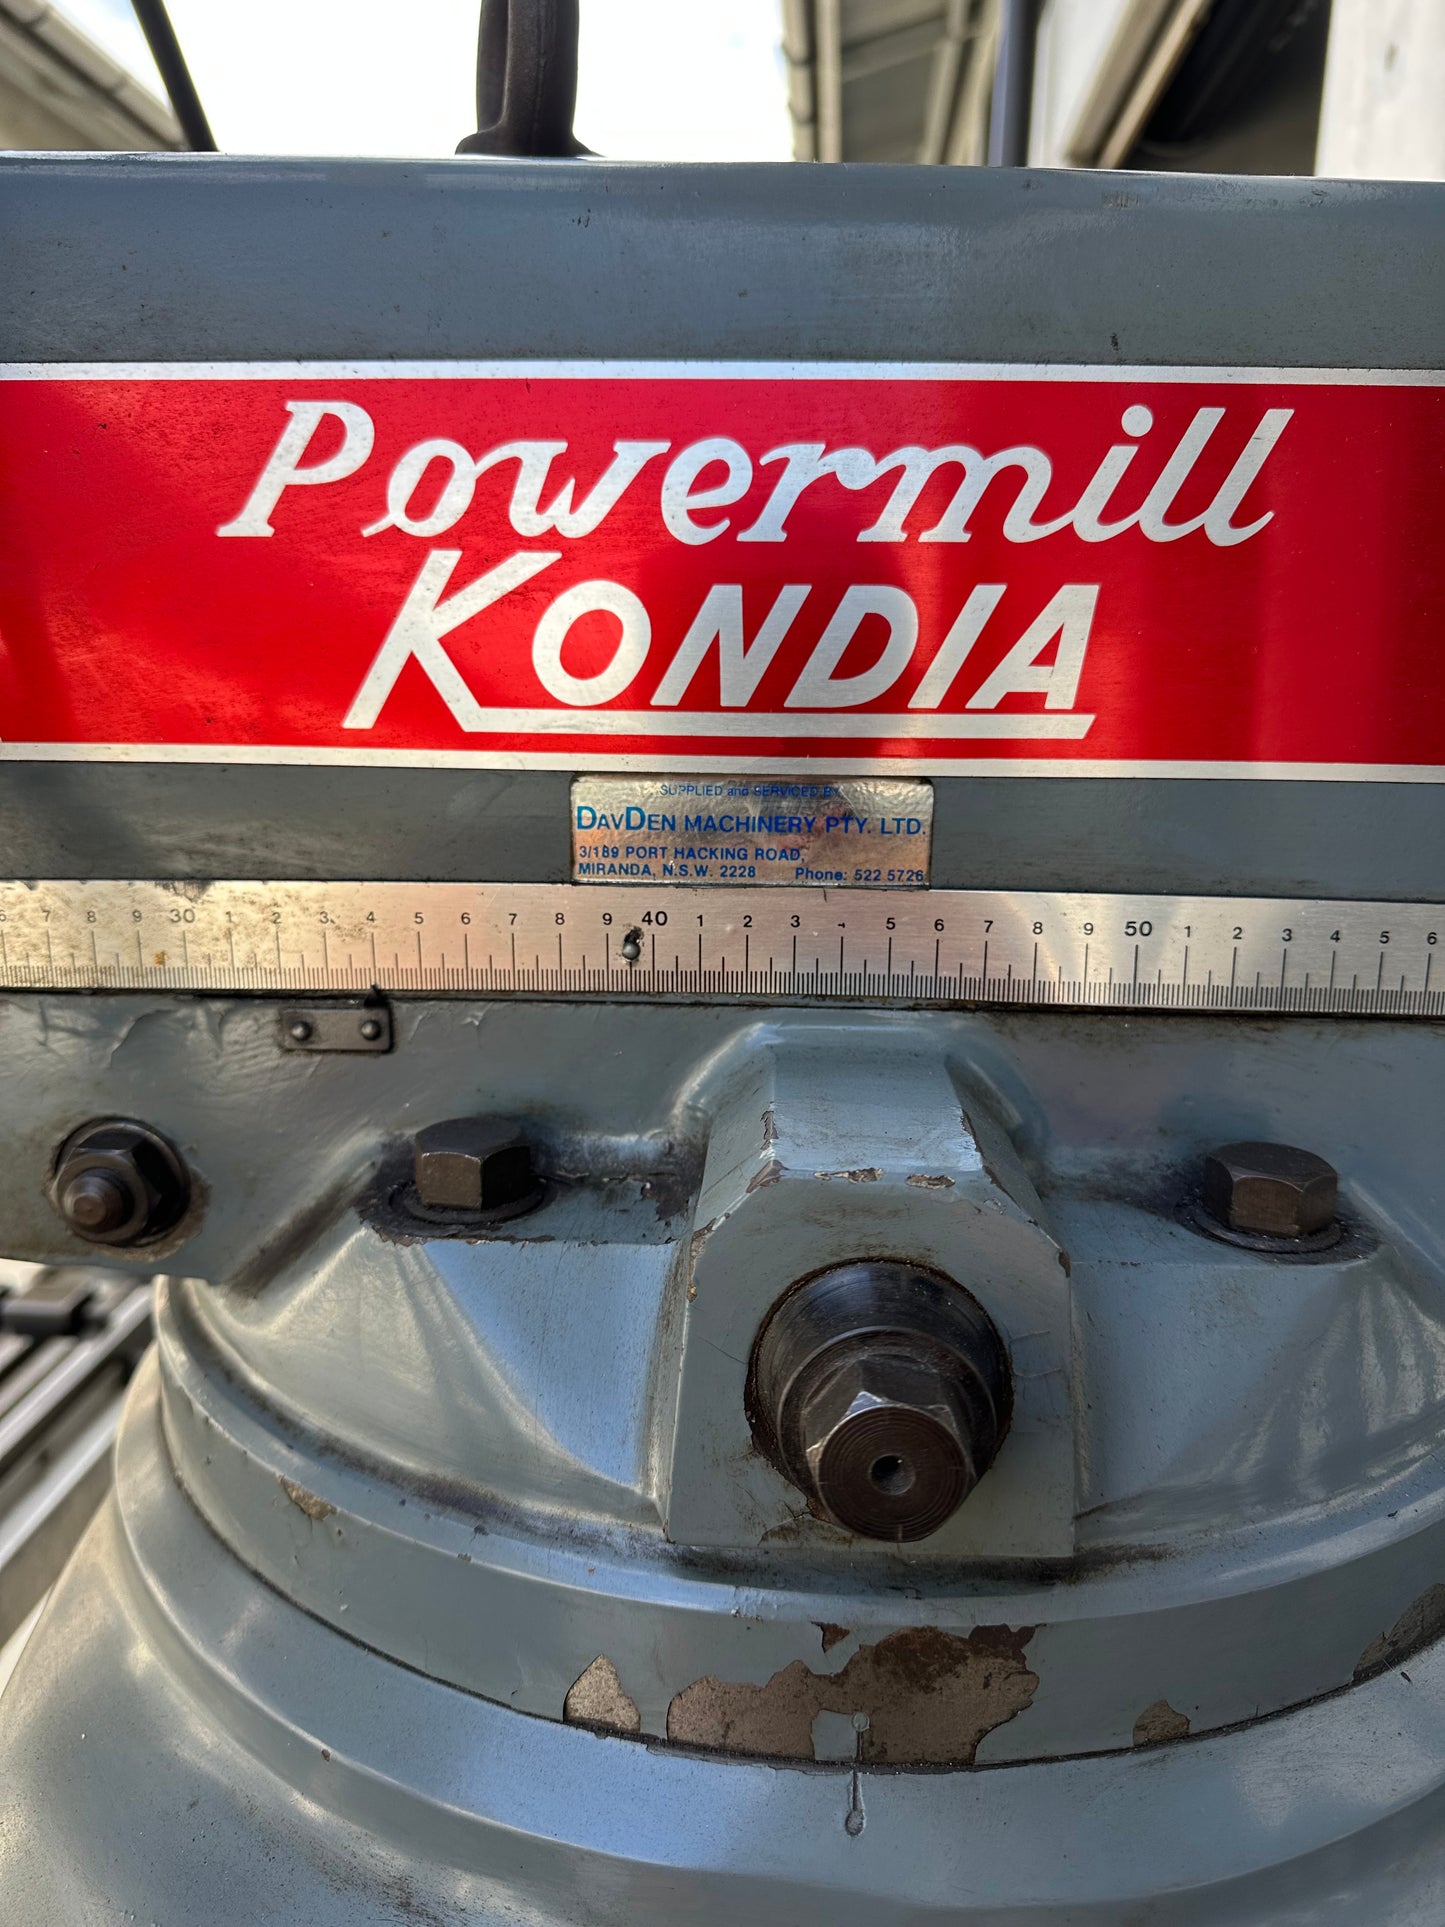 Powermill
KONDIA
SUPPLIED and SERVICED BY
DAVDEN MACHINERY PTY. LTD.
3/189 PORT HACKING ROAD,
MIRANDA, N.S.W. 2228 Phone: 522 5726
6 7 8 9 30 1 2 3 4 5 6 7 8 9 40 1 2 3 4 5 6 7 8 9 50 1 2 3 4 5 6